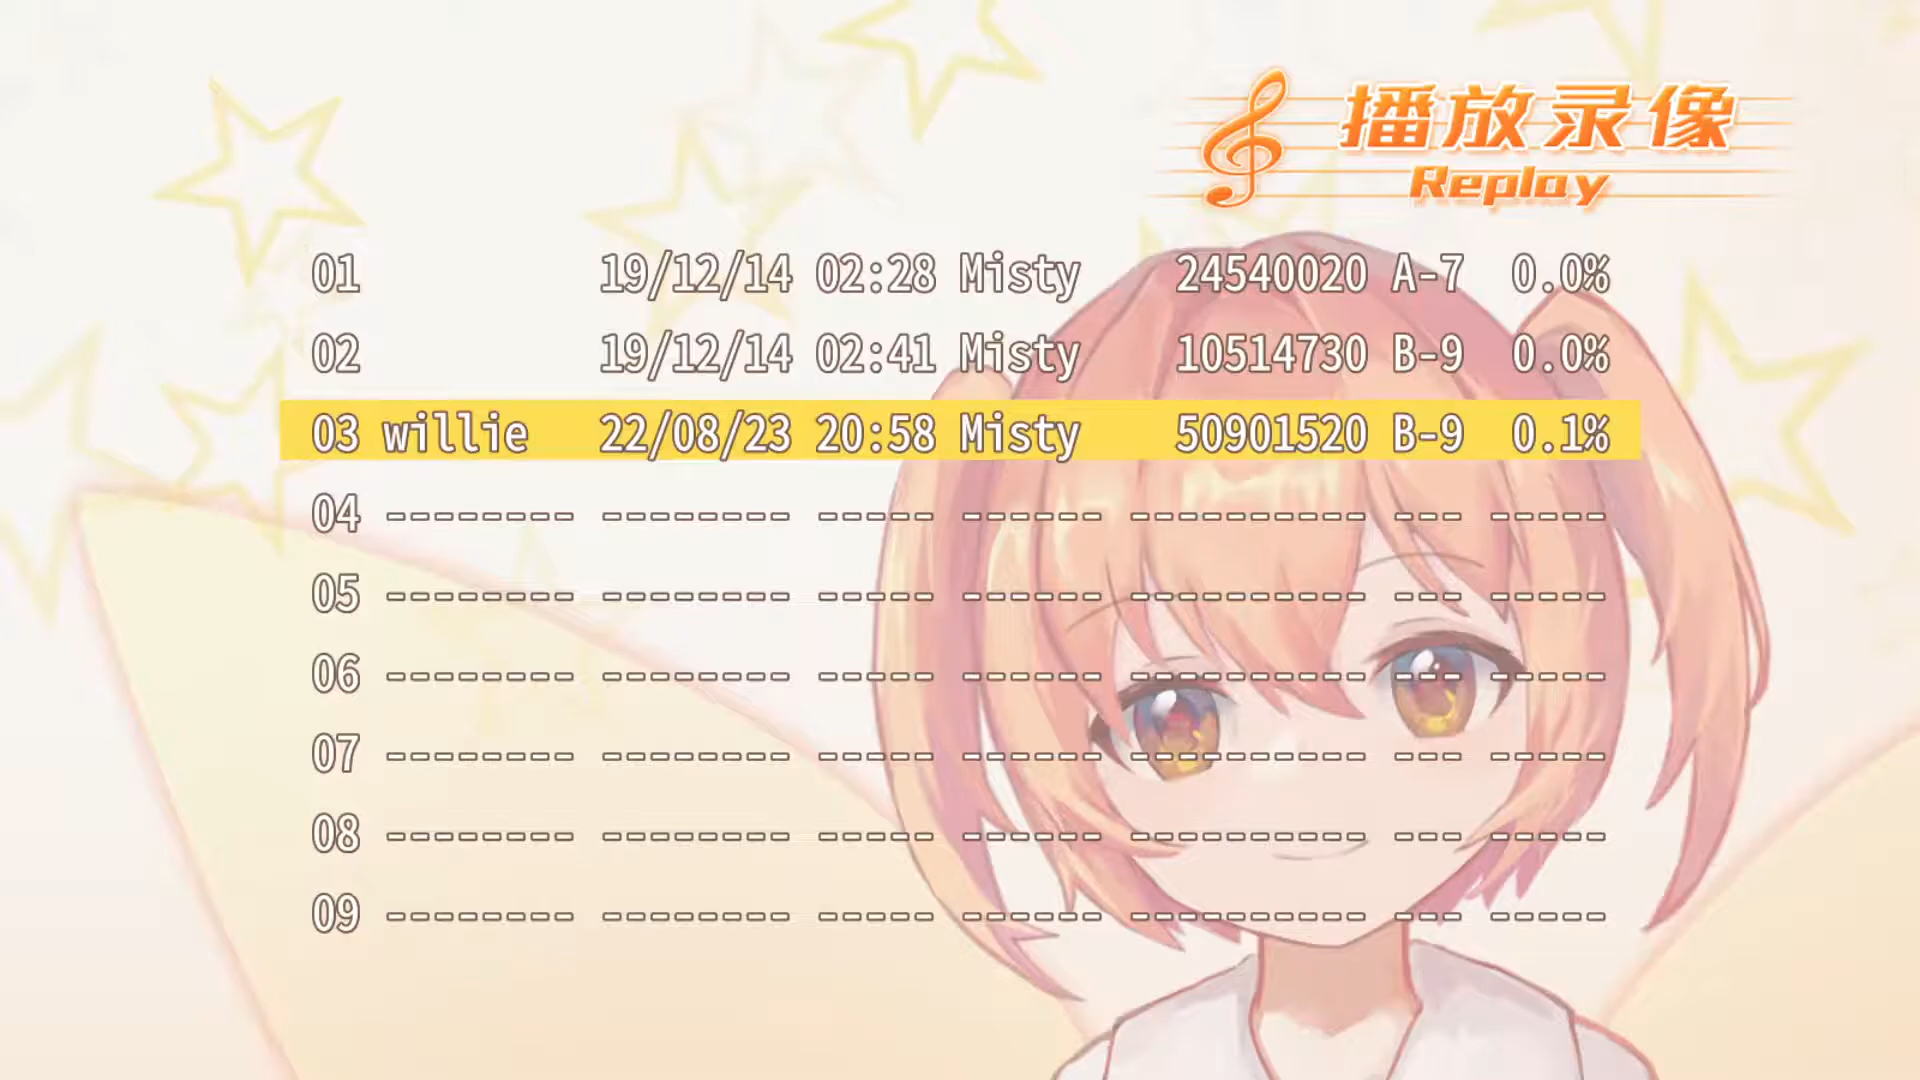 播放录像
Replay
01 19/12/14 02:28 Misty 24540020 A-7 0.0%
02 19/12/14 02:41 Misty 10514730 B-9 0.0%
03 willie 22/08/23 20:58 Misty 50901520 B-9 0.1%
04 -------- -------- ----- ------ ---------- --- -----
05 -------- -------- ----- ------ ---------- --- -----
06 -------- -------- ----- ------ ---------- --- -----
07 -------- -------- ----- ------ ---------- --- -----
08 -------- -------- ----- ------ ---------- --- -----
09 -------- -------- ----- ------ ---------- --- -----